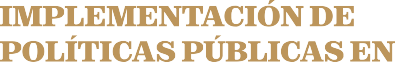 IMPLEMENTACIÓN DE
POLÍTICAS PÚBLICAS EN